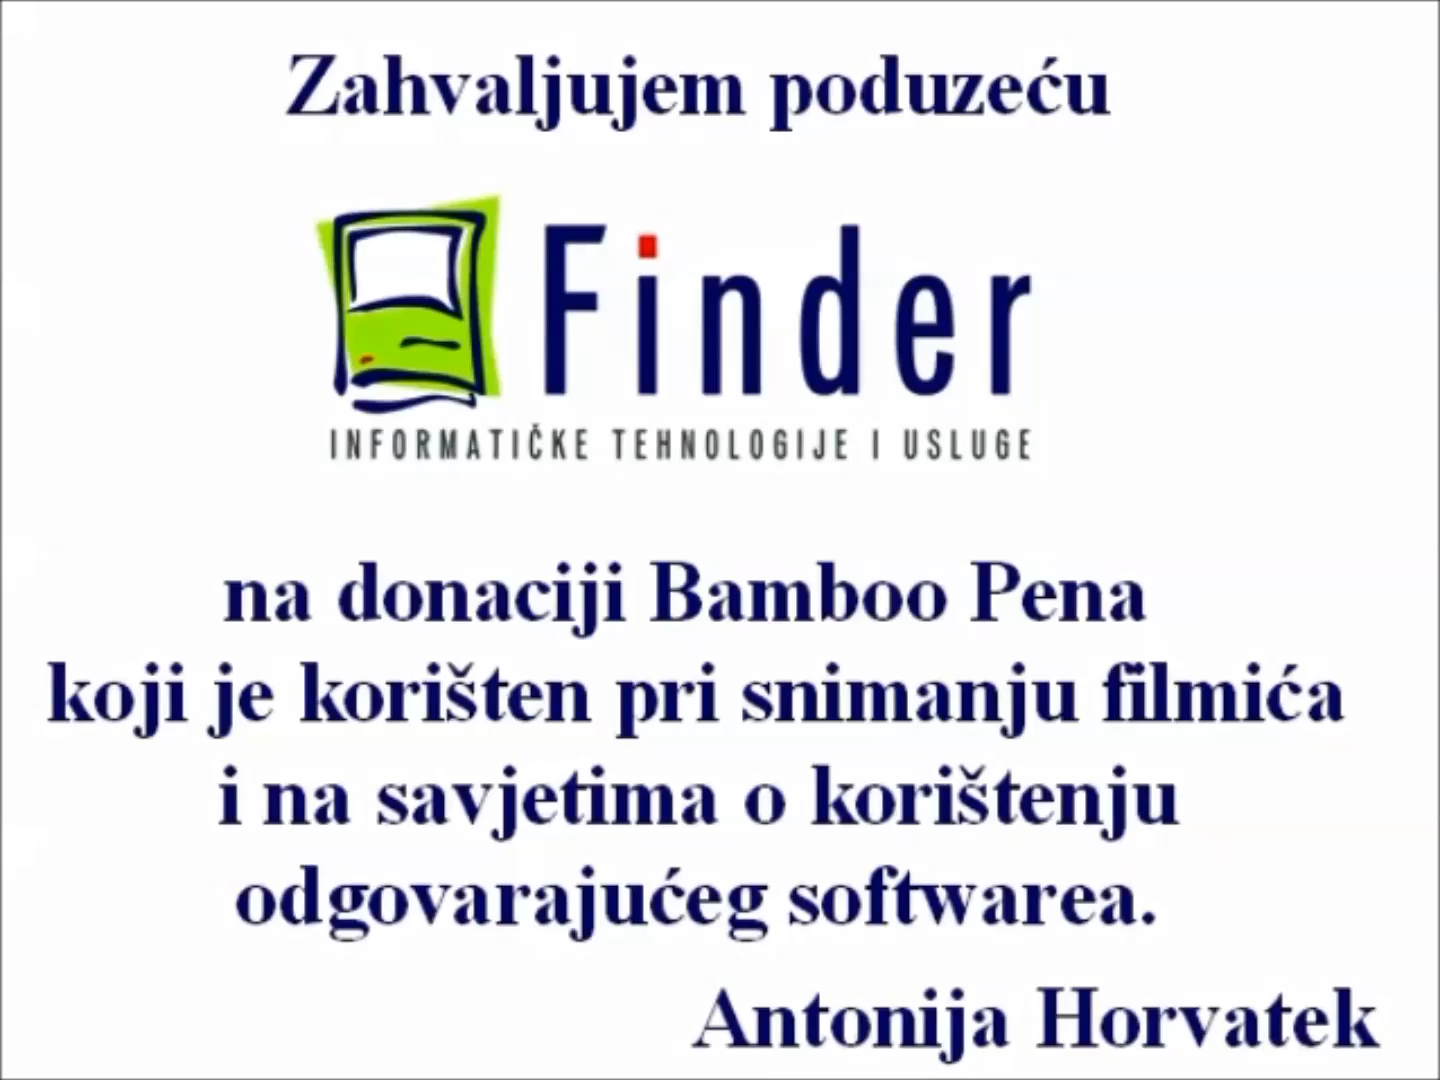 Zahvaljujem poduzeću
Finder
INFORMATIČKE TEHNOLOGIJE I USLUGE
na donaciji Bamboo Pena
koji je korišten pri snimanju filmića
i na savjetima o korištenju
odgovarajućeg softwarea.
Antonija Horvatek